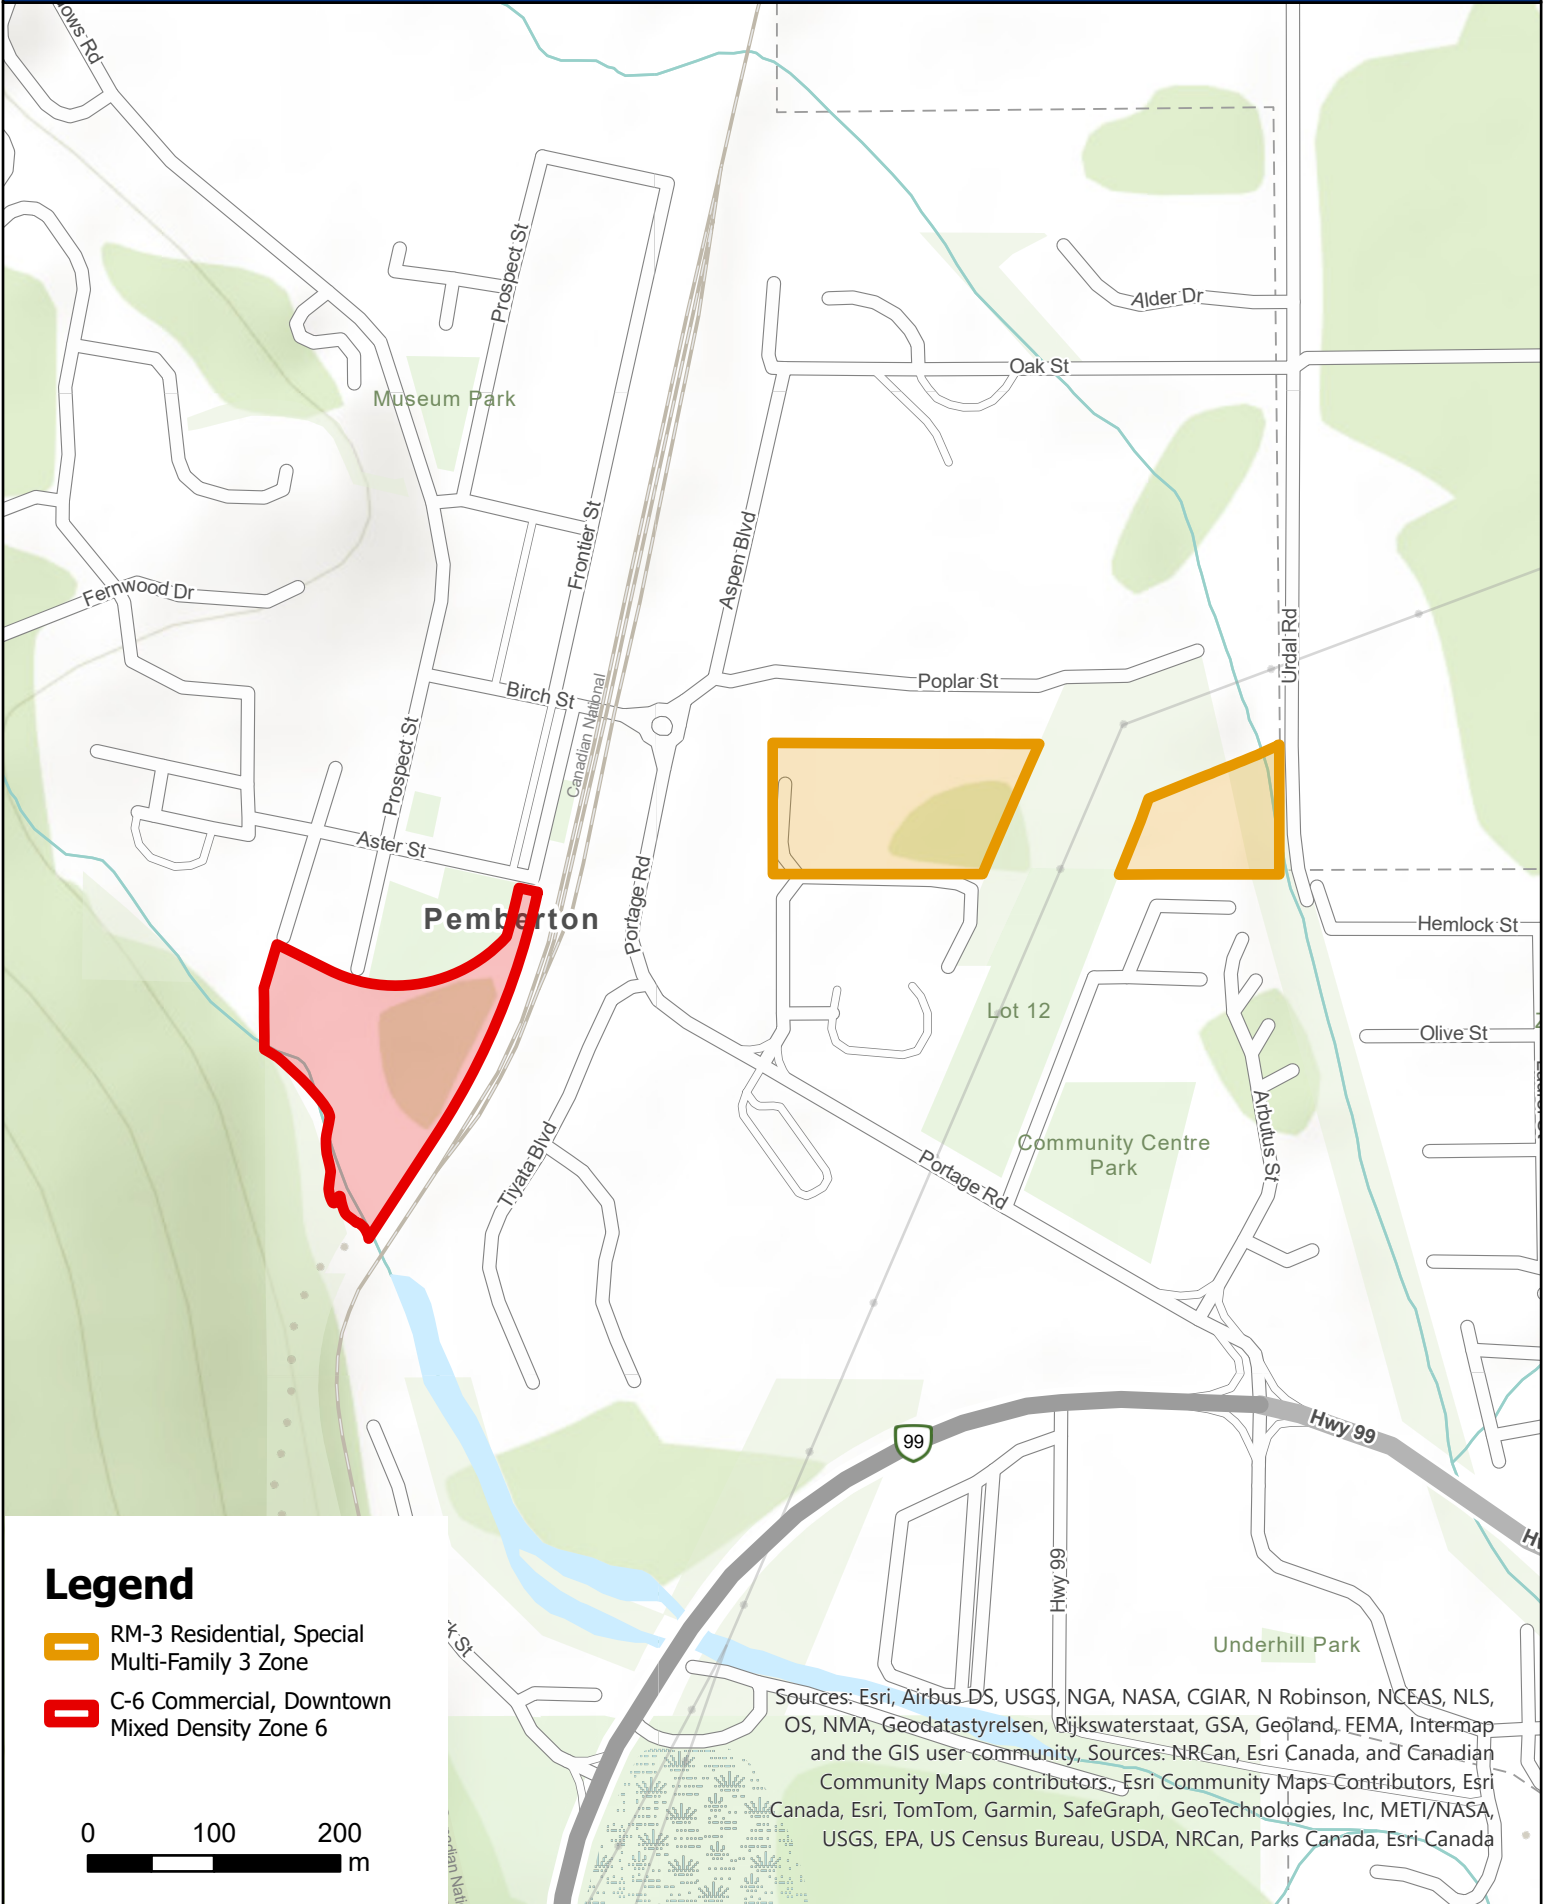 ows Rd
Prospect St
Alder Dr
Oak St
Museum Park
Frontier St
Aspen Blvd
Fernwood Dr
Urdal Rd
Poplar St
Birch St
Canadian National
Prospect St
Aster St
Portage Rd
Pemberton
Hemlock St
Lot 12
Olive St
Tiyata Blvd
Arbutus St
Community Centre
Park
Portage Rd
99
Hwy 99
Hwy 99
Underhill Park
Legend
RM-3 Residential, Special
Multi-Family 3 Zone
C-6 Commercial, Downtown
Mixed Density Zone 6
0 100 200
m
Sources: Esri, Airbus DS, USGS, NGA, NASA, CGIAR, N Robinson, NCEAS, NLS,
OS, NMA, Geodatastyrelsen, Rijkswaterstaat, GSA, Geoland, FEMA, Intermap
and the GIS user community, Sources: NRCan, Esri Canada, and Canadian
Community Maps contributors., Esri Community Maps Contributors, Esri
Canada, Esri, TomTom, Garmin, SafeGraph, GeoTechnologies, Inc, METI/NASA,
USGS, EPA, US Census Bureau, USDA, NRCan, Parks Canada, Esri Canada